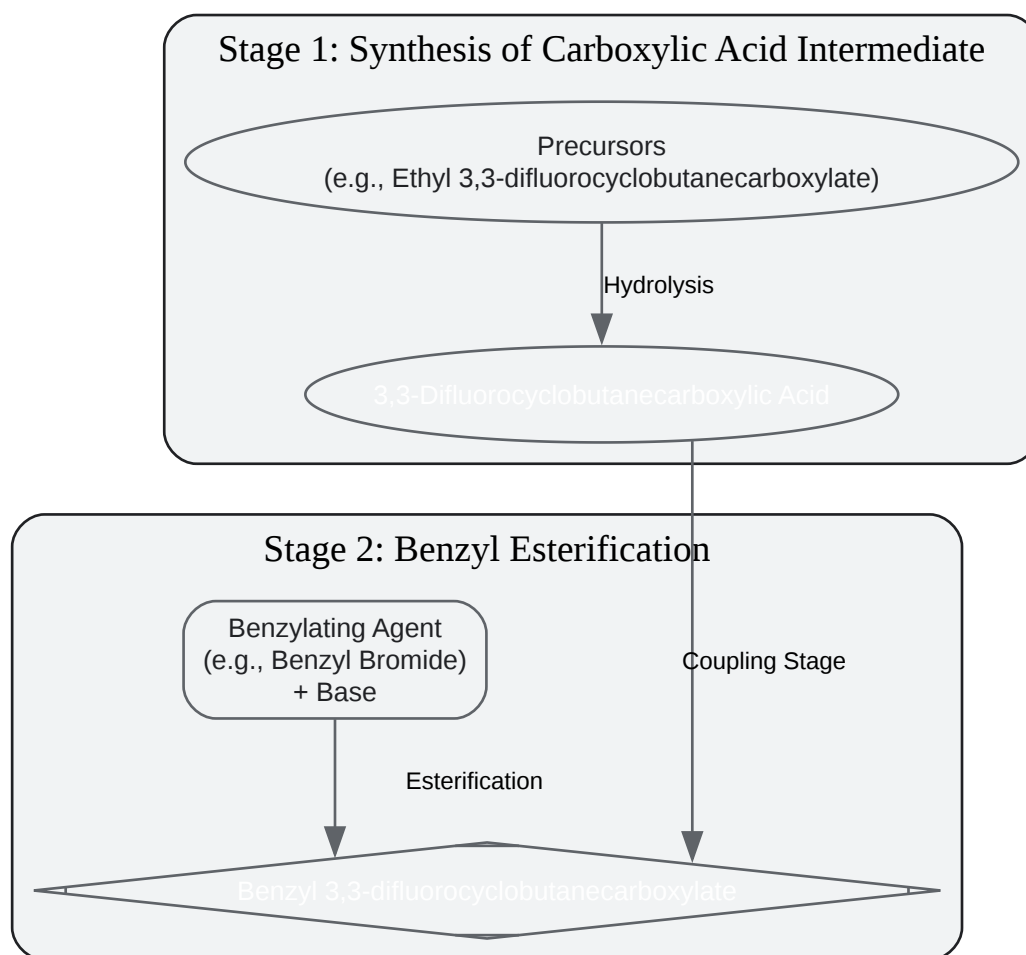 Stage 1: Synthesis of Carboxylic Acid Intermediate
Precursors
(e.g., Ethyl 3,3-difluorocyclobutanecarboxylate)
Hydrolysis
3,3-Difluorocyclobutanecarboxylic Acid
Stage 2: Benzyl Esterification
Benzylating Agent
(e.g., Benzyl Bromide)
+ Base
Coupling Stage
Esterification
Benzyl 3,3-difluorocyclobutanecarboxylate